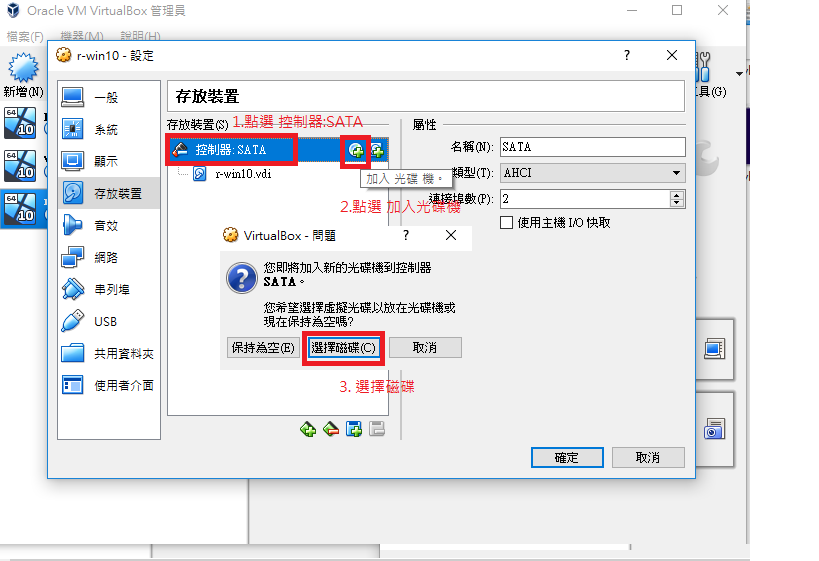 Oracle VM VirtualBox 管理員
檔案(F) 機器(M) 說明(H)
新增(N)
工具(G)
64
10
64
10
64
10
r-win10 - 設定
?
一般
系統
顯示
存放裝置
音效
網路
串列埠
USB
共用資料夾
使用者介面
存放裝置
存放裝置(S)
1.點選 控制器:SATA
控制器: SATA
r-win10.vdi
加入 光碟 機。
2.點選 加入光碟機
屬性
名稱(N): SATA
類型(T): AHCI
連接埠數(P): 2
使用主機 I/O 快取
VirtualBox - 問題
?
您即將加入新的光碟機到控制器
SATA。
您希望選擇虛擬光碟以放在光碟機或
現在保持為空嗎?
保持為空(E) 選擇磁碟(C) 取消
3. 選擇磁碟
確定 取消